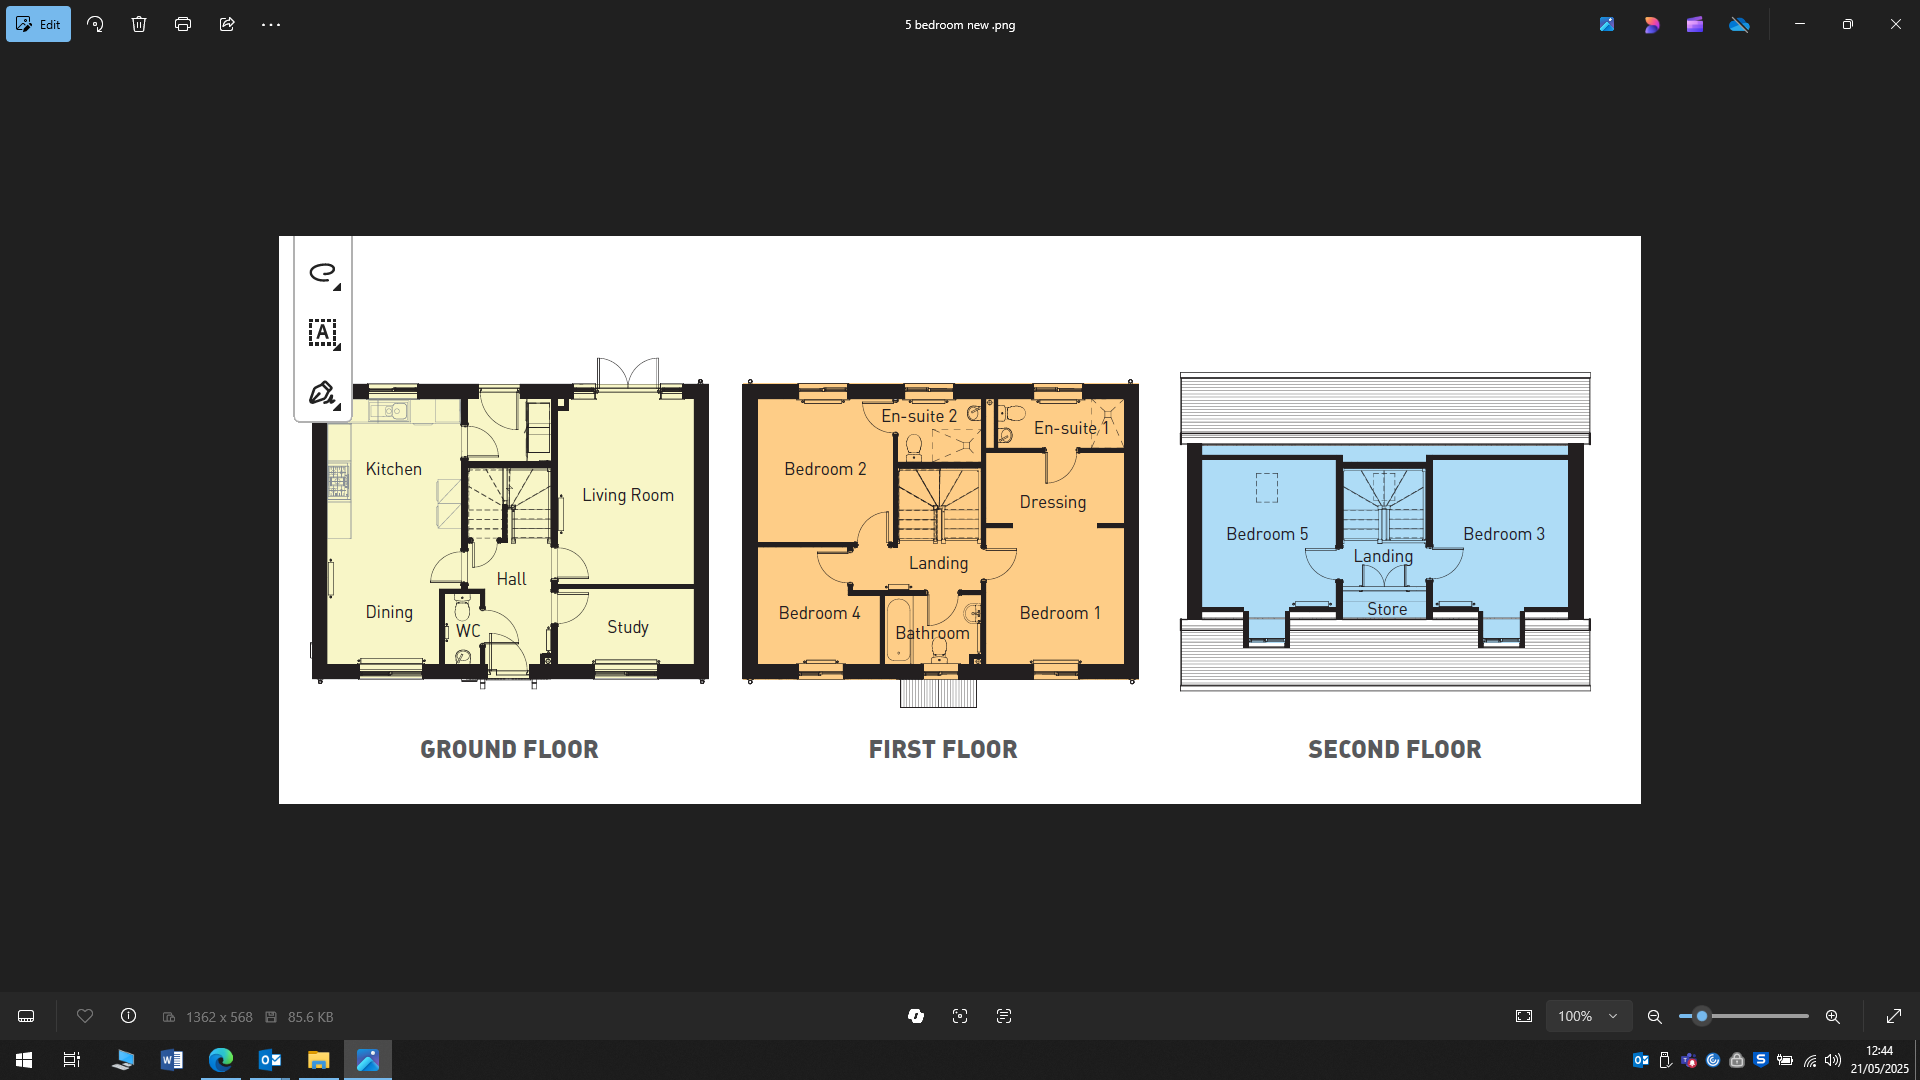 Edit
5 bedroom new .png
A
Kitchen
Living Room
Hall
Dining
WC
Study
En-suite 2
En-suite 1
Bedroom 2
Dressing
Landing
Bedroom 4
Bathroom
Bedroom 1
Bedroom 5
Bedroom 3
Landing
Store
GROUND FLOOR
FIRST FLOOR
SECOND FLOOR
1362 x 568
85.6 KB
100%
12:44
21/05/2025